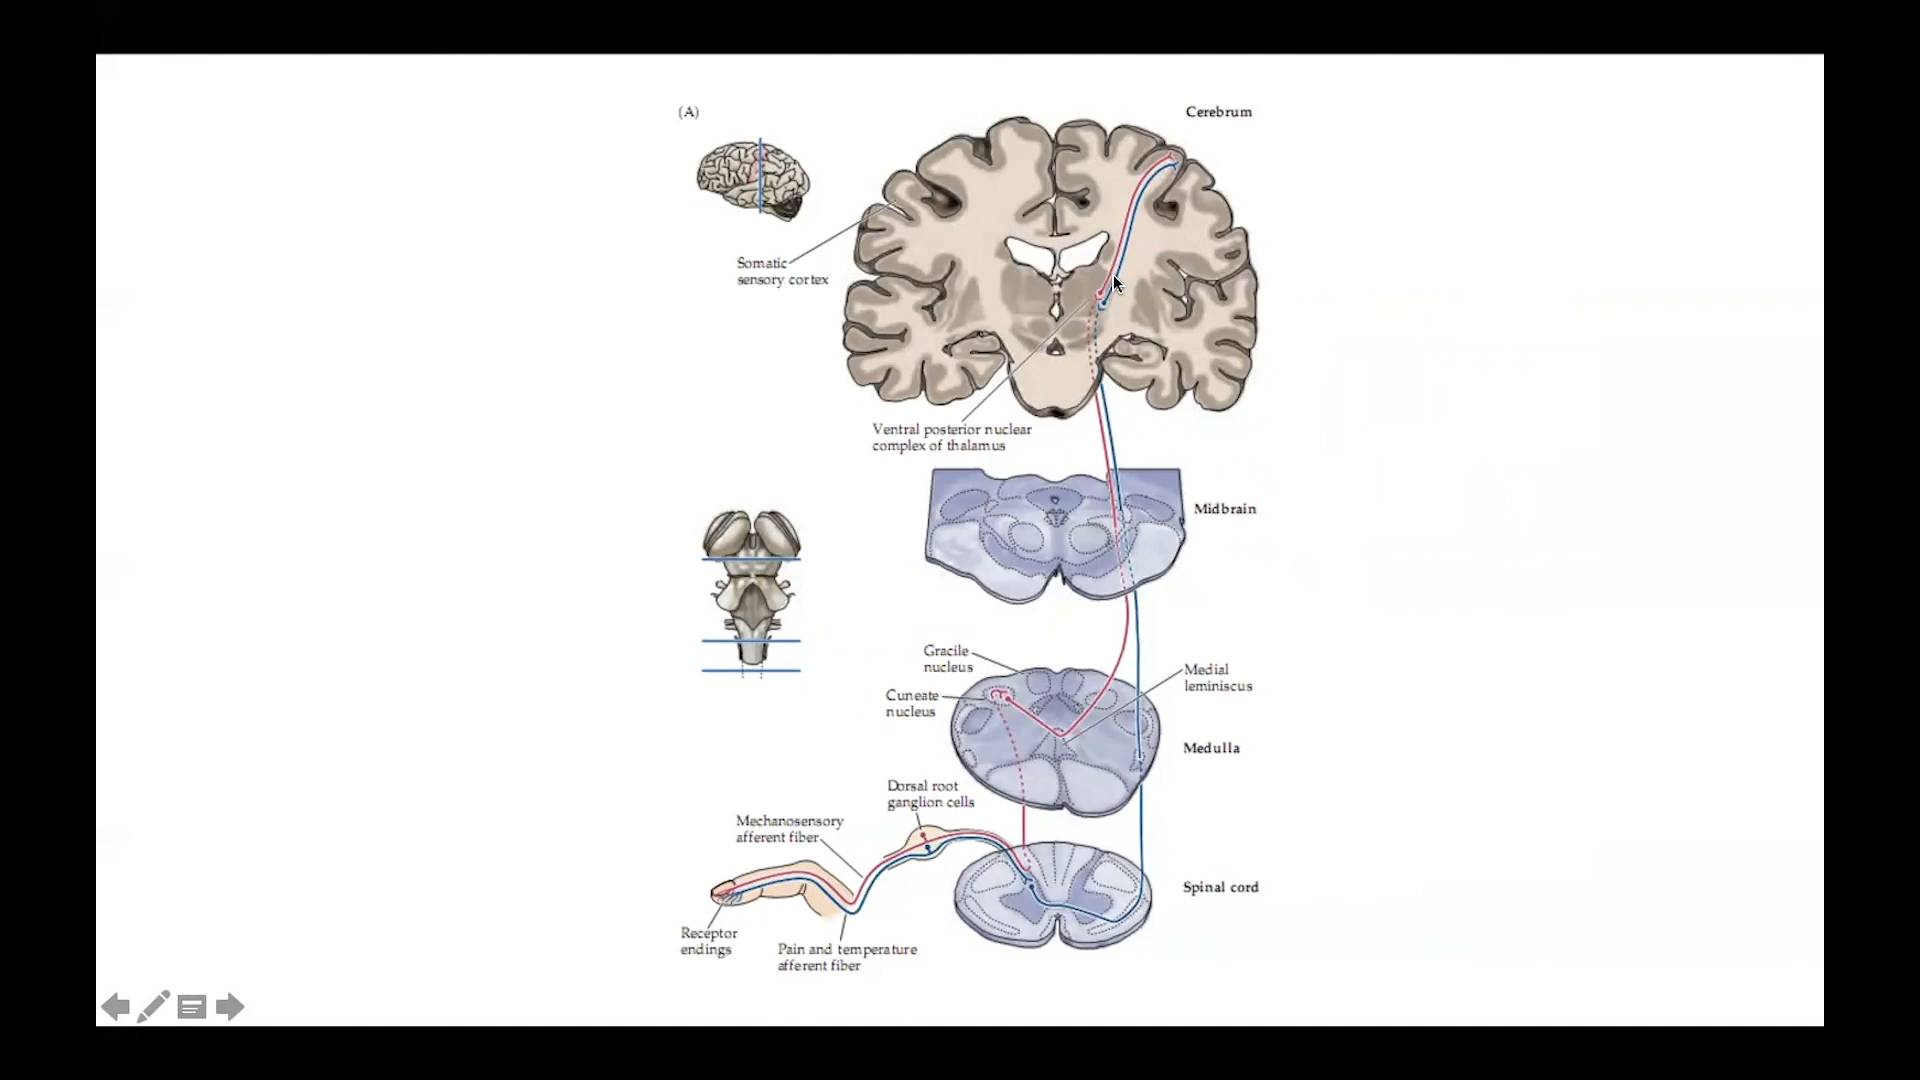 (A)
Cerebrum
Somatic
sensory cortex
Ventral posterior nuclear
complex of thalamus
Midbrain
Gracile
nucleus
Cuneate
nucleus
Medial
leminiscus
Medulla
Dorsal root
ganglion cells
Mechanosensory
afferent fiber
Spinal cord
Receptor
endings
Pain and temperature
afferent fiber